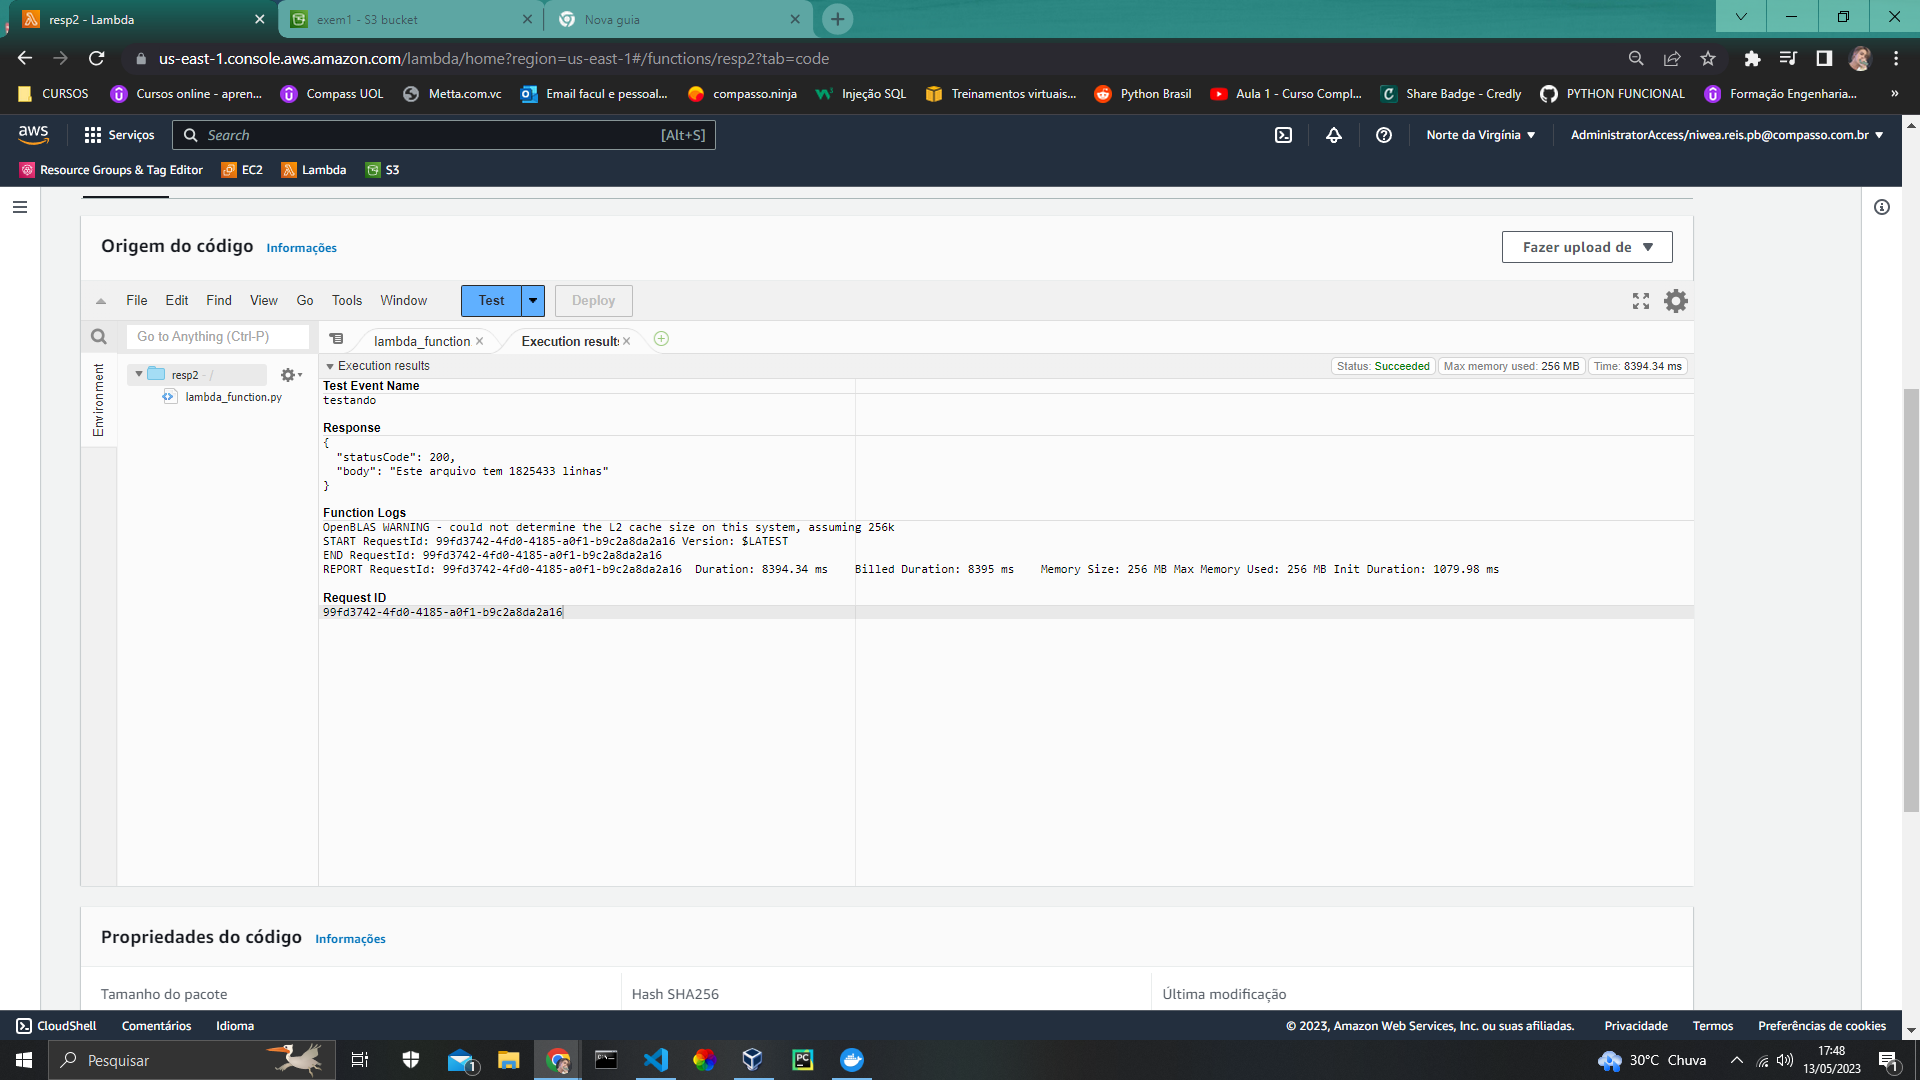 resp2 - Lambda
exem1 - S3 bucket
Nova guia
us-east-1.console.aws.amazon.com/lambda/home?region=us-east-1#/functions/resp2?tab=code
CURSOS
Cursos online - apren...
Compass UOL
Metta.com.vc
Email facul e pessoal...
compasso.ninja
Injeção SQL
Treinamentos virtuais...
Python Brasil
Aula 1 - Curso Compl...
Share Badge - Credly
PYTHON FUNCIONAL
Formação Engenharia...
»
aws
Serviços
Search
[Alt+S]
Norte da Virgínia
AdministratorAccess/niwea.reis.pb@compasso.com.br
Resource Groups & Tag Editor
EC2
Lambda
S3
Origem do código Informações
Fazer upload de
File Edit Find View Go Tools Window
Test
Deploy
Go to Anything (Ctrl-P)
lambda_function
Execution results
Environment
resp2 - /
lambda_function.py
Execution results
Status: Succeeded
Max memory used: 256 MB
Time: 8394.34 ms
Test Event Name
testando
Response
{
"statusCode": 200,
"body": "Este arquivo tem 1825433 linhas"
}
Function Logs
OpenBLAS WARNING - could not determine the L2 cache size on this system, assuming 256k
START RequestId: 99fd3742-4fd0-4185-a0f1-b9c2a8da2a16 Version: $LATEST
END RequestId: 99fd3742-4fd0-4185-a0f1-b9c2a8da2a16
REPORT RequestId: 99fd3742-4fd0-4185-a0f1-b9c2a8da2a16 Duration: 8394.34 ms Billed Duration: 8395 ms Memory Size: 256 MB Max Memory Used: 256 MB Init Duration: 1079.98 ms
Request ID
99fd3742-4fd0-4185-a0f1-b9c2a8da2a16
Propriedades do código Informações
Tamanho do pacote
Hash SHA256
Última modificação
CloudShell Comentários Idioma
© 2023, Amazon Web Services, Inc. ou suas afiliadas. Privacidade Termos Preferências de cookies
Pesquisar
1
PC
30°C Chuva
17:48
13/05/2023
1